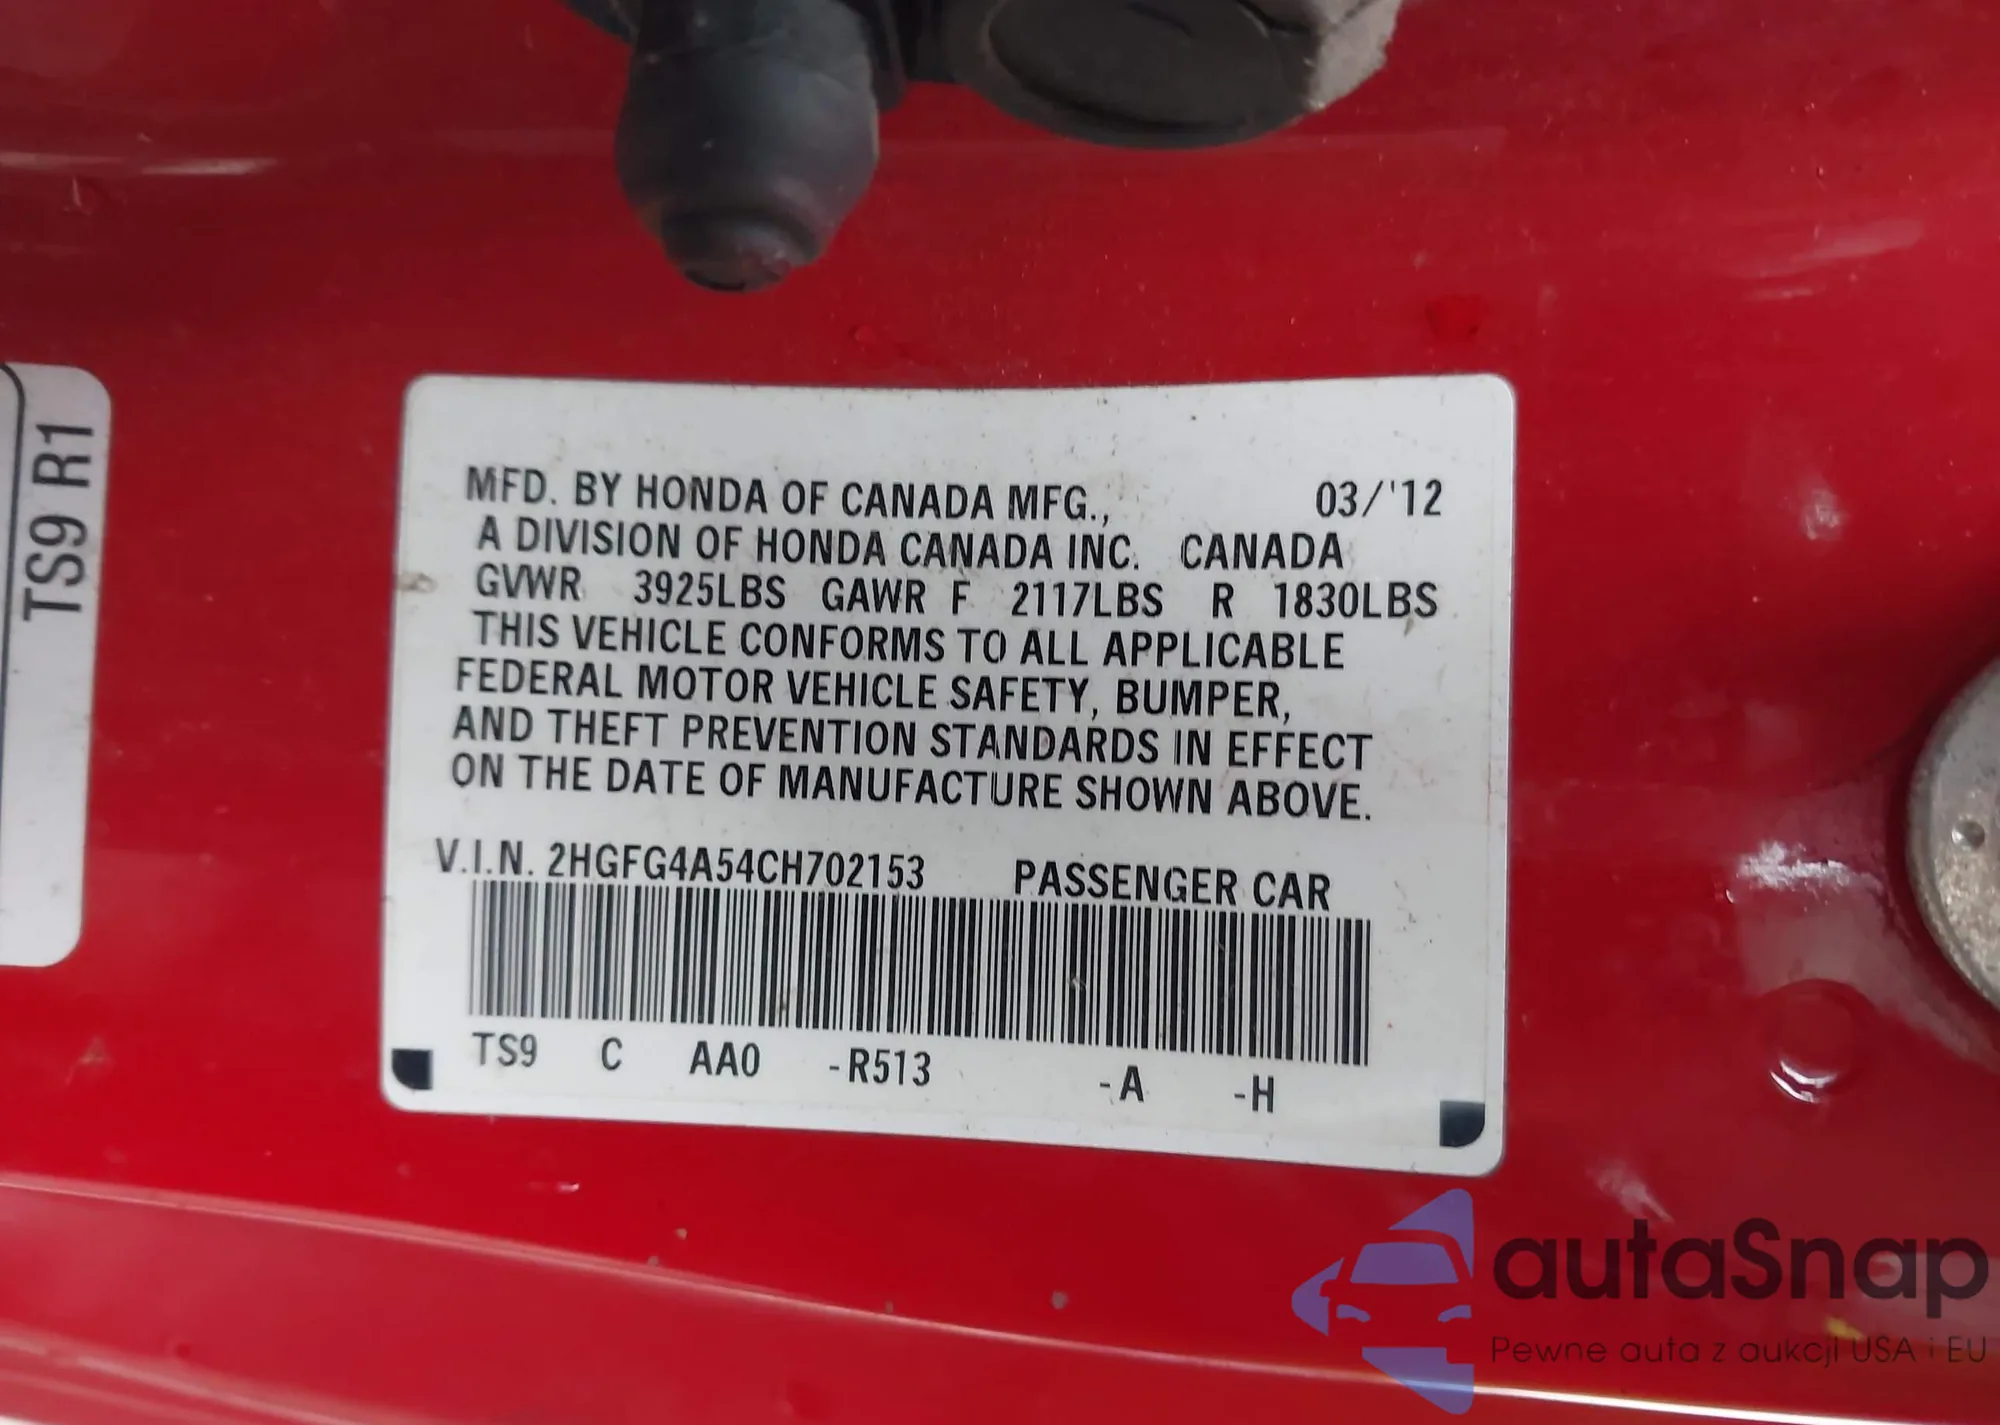 TS9 R1
MFD. BY HONDA OF CANADA MFG., 03/'12
A DIVISION OF HONDA CANADA INC. CANADA
GVWR 3925LBS GAWR F 2117LBS R 1830LBS
THIS VEHICLE CONFORMS TO ALL APPLICABLE
FEDERAL MOTOR VEHICLE SAFETY, BUMPER,
AND THEFT PREVENTION STANDARDS IN EFFECT
ON THE DATE OF MANUFACTURE SHOWN ABOVE.
V.I.N. 2HGFG4A54CH702153 PASSENGER CAR
TS9 C AA0 -R513 -A -H
autaSnap
Pewne auta z aukcji USA i EU